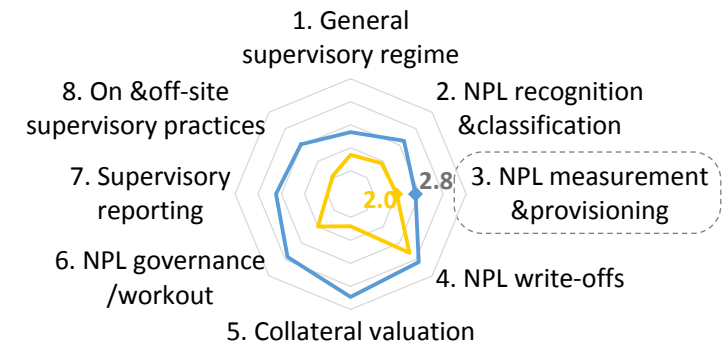 1. General
supervisory regime
2. NPL recognition
&classification
3. NPL measurement
&provisioning
4. NPL write-offs
5. Collateral valuation
6. NPL governance
/workout
7. Supervisory
reporting
8. On &off-site
supervisory practices
2.8
2.0